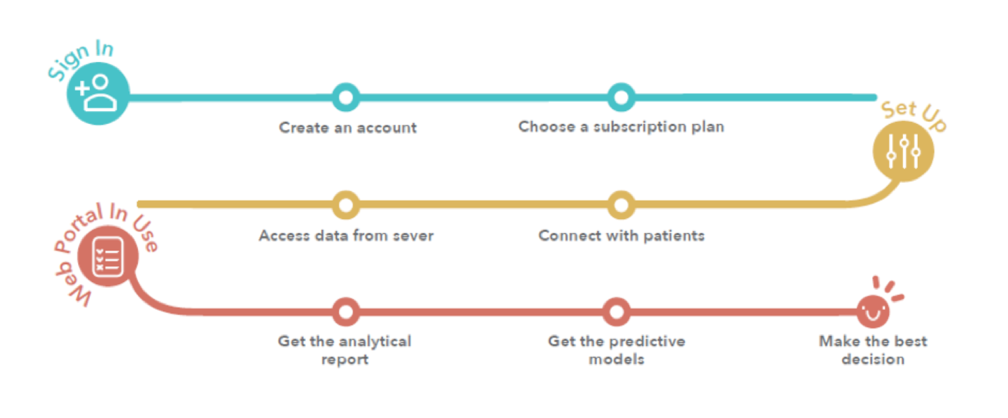 Sign In
Create an account
Choose a subscription plan
Set Up
Access data from sever
Connect with patients
Web Portal In Use
Get the analytical
report
Get the predictive
models
Make the best
decision